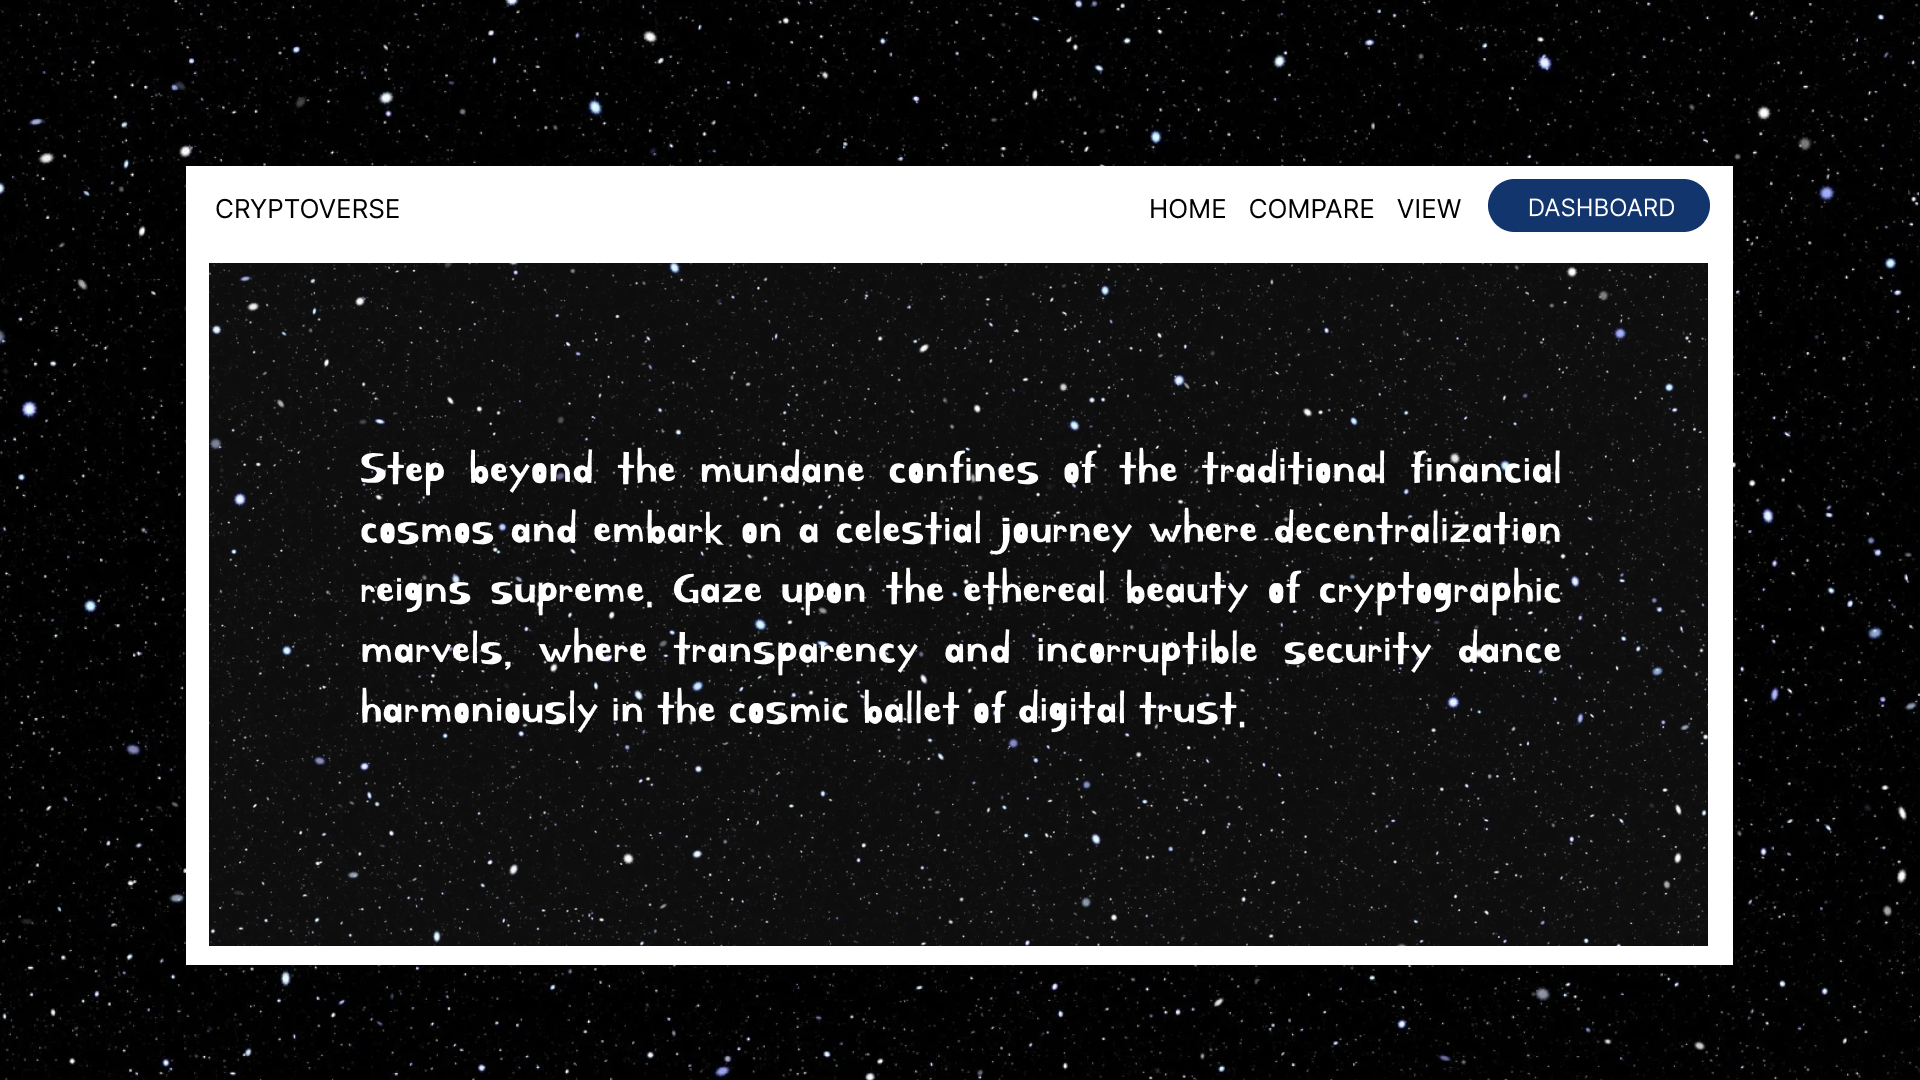 CRYPTOVERSE
HOME COMPARE VIEW DASHBOARD
Step beyond the mundane confines of the traditional financial
cosmos and embark on a celestial journey where decentralization
reigns supreme. Gaze upon the ethereal beauty of cryptographic
marvels, where transparency and incorruptible security dance
harmoniously in the cosmic ballet of digital trust.